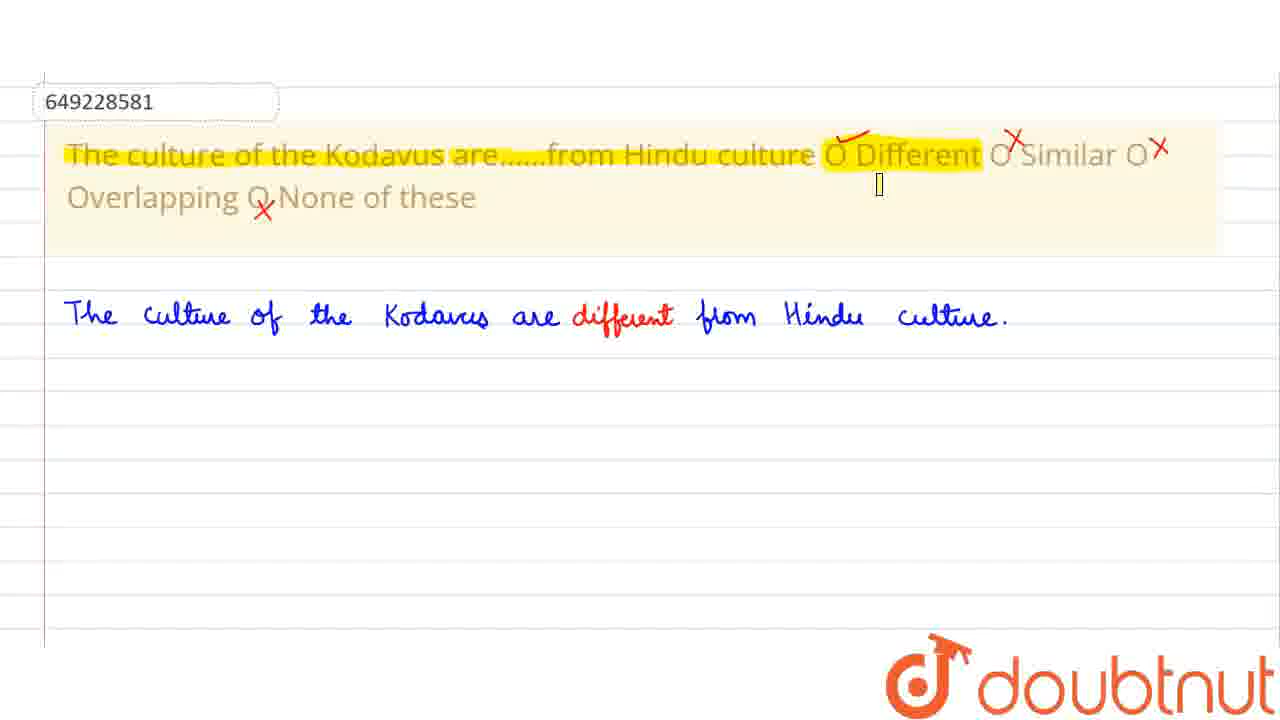 649228581
The culture of the Kodavus are......from Hindu culture O Different O Similar O
Overlapping O None of these
The culture of the Kodavus are different from Hindu culture.
doubtnut